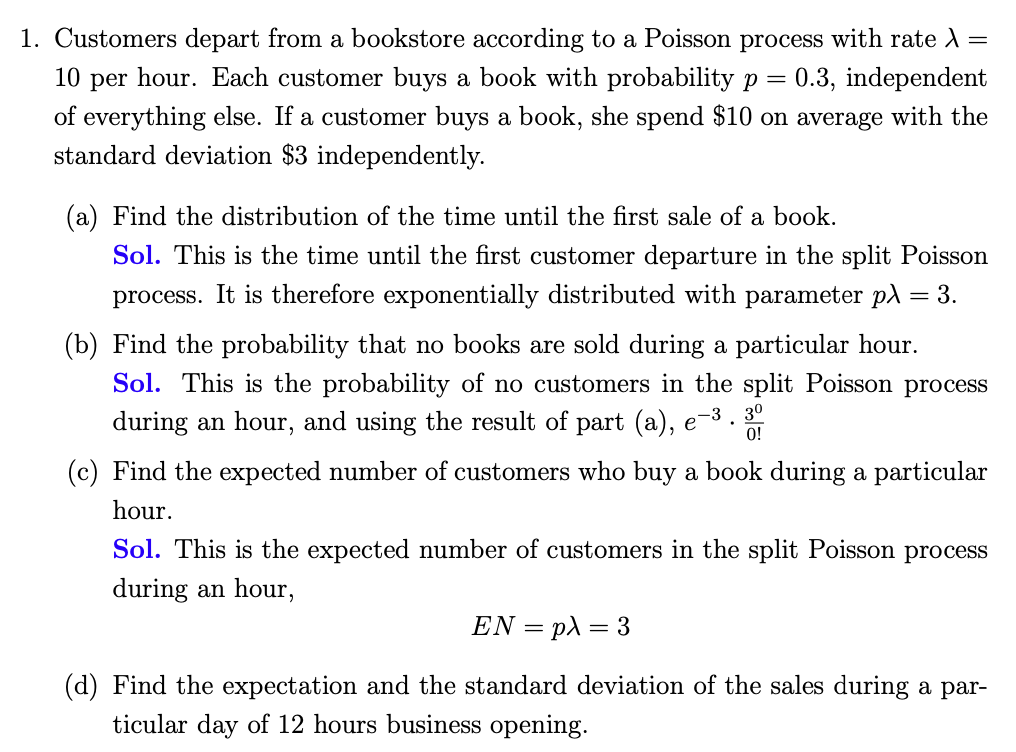 1. Customers depart from a bookstore according to a Poisson process with rate λ =
10 per hour. Each customer buys a book with probability p = 0.3, independent
of everything else. If a customer buys a book, she spend $10 on average with the
standard deviation $3 independently.
(a) Find the distribution of the time until the first sale of a book.
Sol. This is the time until the first customer departure in the split Poisson
process. It is therefore exponentially distributed with parameter pλ = 3.
(b) Find the probability that no books are sold during a particular hour.
Sol. This is the probability of no customers in the split Poisson process
during an hour, and using the result of part (a), e^{-3} · \frac{3^0}{0!}
(c) Find the expected number of customers who buy a book during a particular
hour.
Sol. This is the expected number of customers in the split Poisson process
during an hour,
EN = pλ = 3
(d) Find the expectation and the standard deviation of the sales during a par-
ticular day of 12 hours business opening.